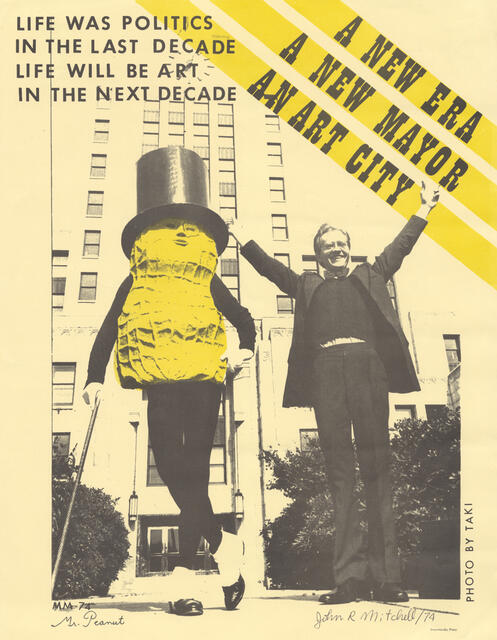 LIFE WAS POLITICS
IN THE LAST DECADE
LIFE WILL BE ART
IN THE NEXT DECADE
A NEW ERA
A NEW MAYOR
AN ART CITY
PHOTO BY TAKI
MM-74
Mr. Peanut
John R Mitchell/74